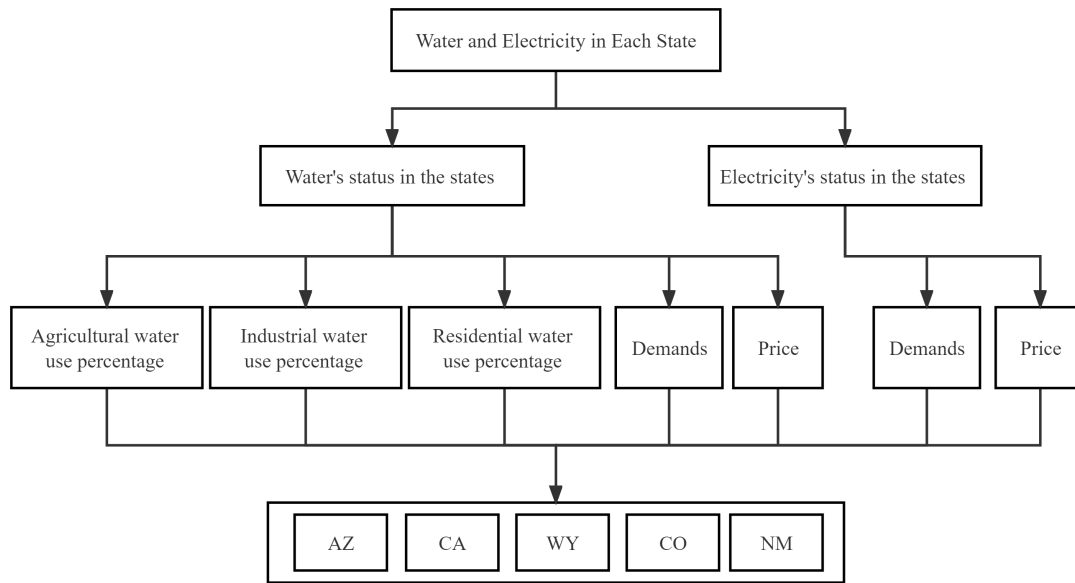 Water and Electricity in Each State
Water's status in the states
Electricity's status in the states
Agricultural water
use percentage
Industrial water
use percentage
Residential water
use percentage
Demands
Price
Demands
Price
AZ
CA
WY
CO
NM